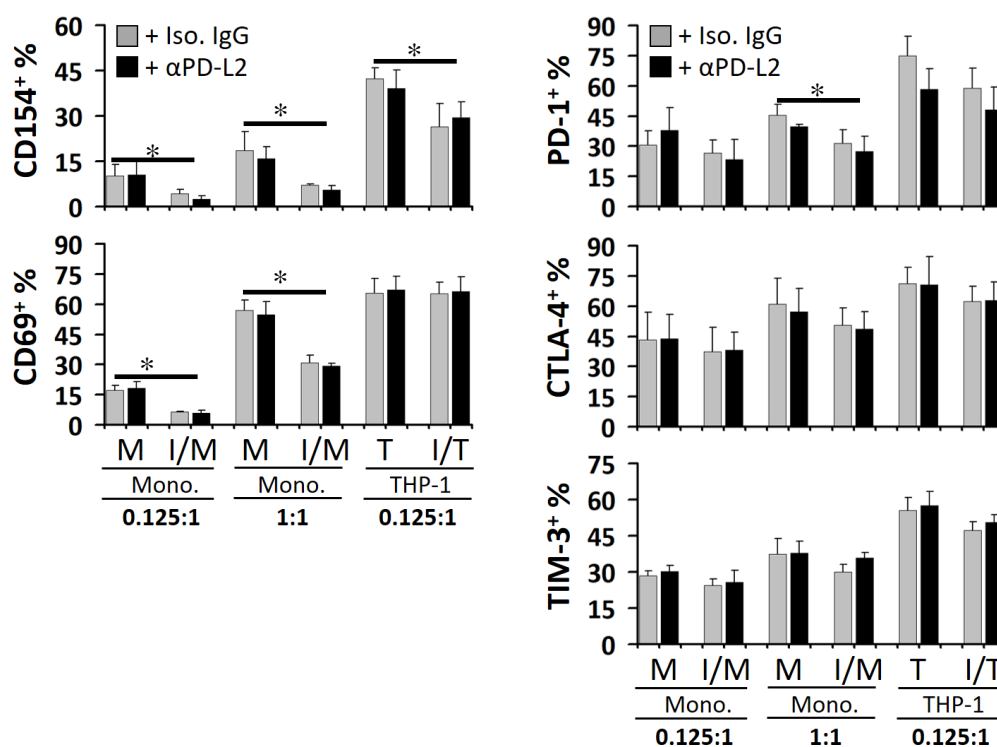 + Iso. IgG
+ αPD-L2
CD154⁺ %
60
45
30
15
0
*
*
*
CD69⁺ %
90
75
60
45
30
15
0
*
*
M I/M M I/M T I/T
Mono. Mono. THP-1
0.125:1 1:1 0.125:1
+ Iso. IgG
+ αPD-L2
PD-1⁺ %
90
75
60
45
30
15
0
*
CTLA-4⁺ %
90
75
60
45
30
15
0
TIM-3⁺ %
75
60
45
30
15
0
M I/M M I/M T I/T
Mono. Mono. THP-1
0.125:1 1:1 0.125:1